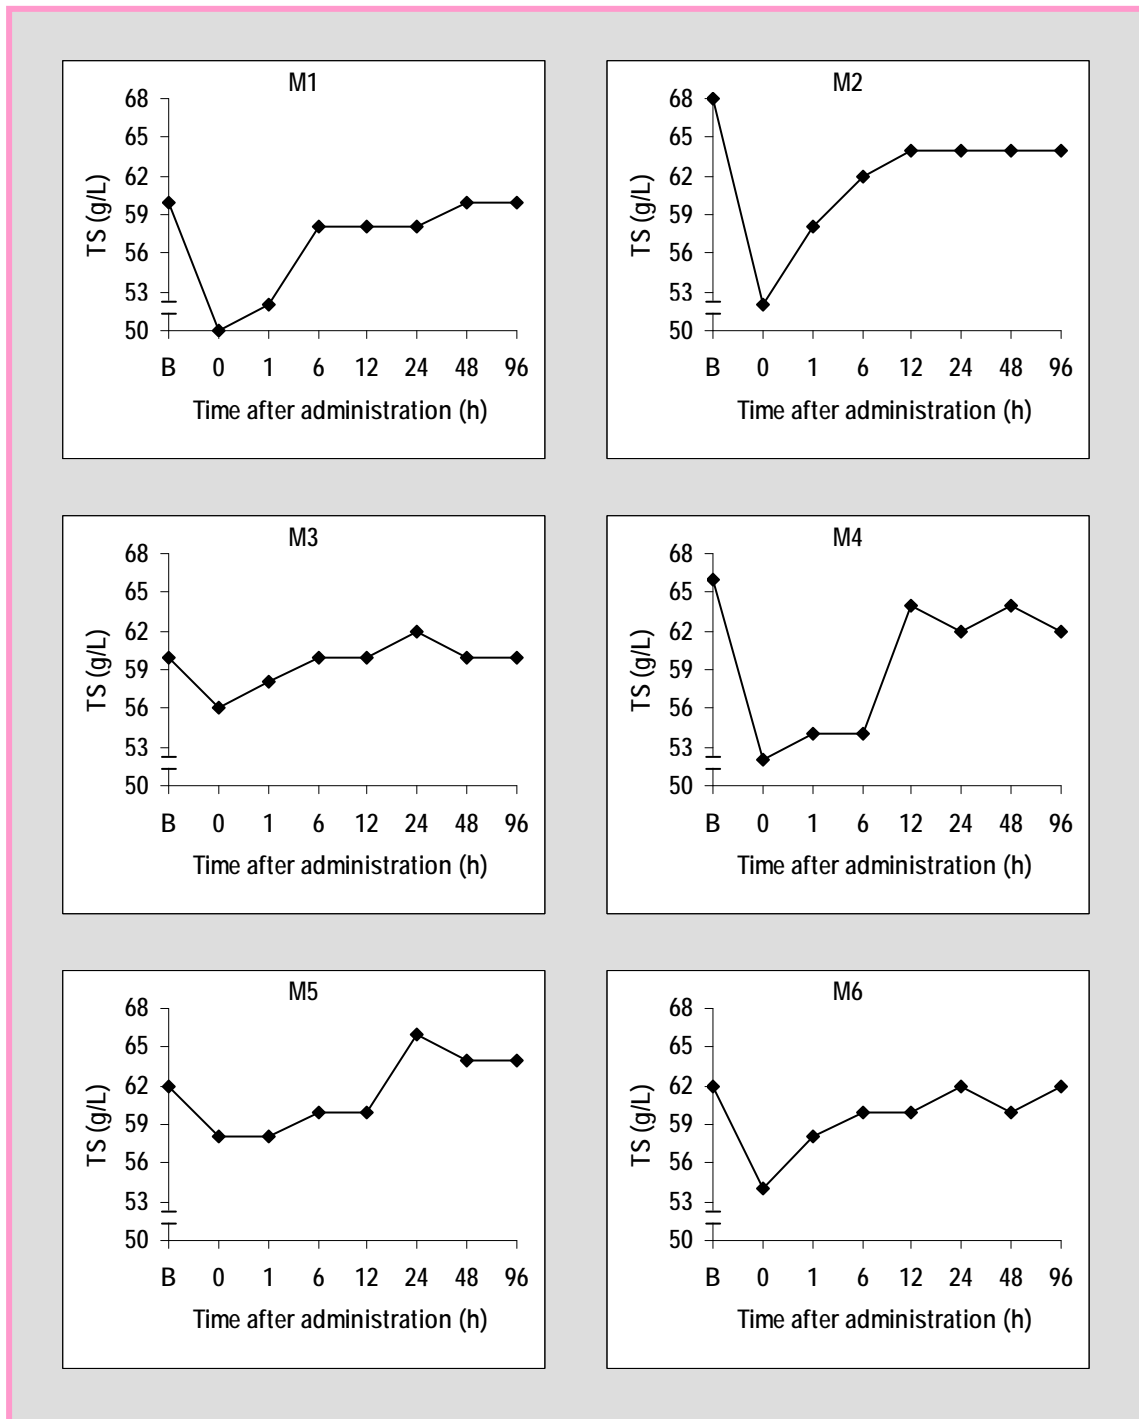 M1
68
65
62
59
56
53
50
TS (g/L)
B 0 1 6 12 24 48 96
Time after administration (h)
M2
68
65
62
59
56
53
50
TS (g/L)
B 0 1 6 12 24 48 96
Time after administration (h)
M3
68
65
62
59
56
53
50
TS (g/L)
B 0 1 6 12 24 48 96
Time after administration (h)
M4
68
65
62
59
56
53
50
TS (g/L)
B 0 1 6 12 24 48 96
Time after administration (h)
M5
68
65
62
59
56
53
50
TS (g/L)
B 0 1 6 12 24 48 96
Time after administration (h)
M6
68
65
62
59
56
53
50
TS (g/L)
B 0 1 6 12 24 48 96
Time after administration (h)